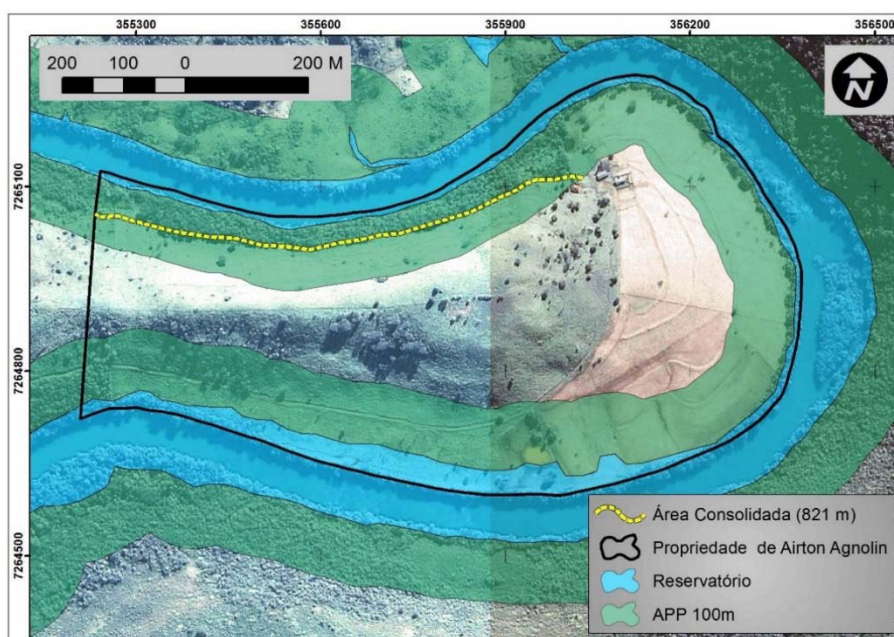 355300 355600 355900 356200 356500
200 100 0 200 M
N
7265100
7264800
7264500
Área Consolidada (821 m)
Propriedade de Airton Agnolin
Reservatório
APP 100m